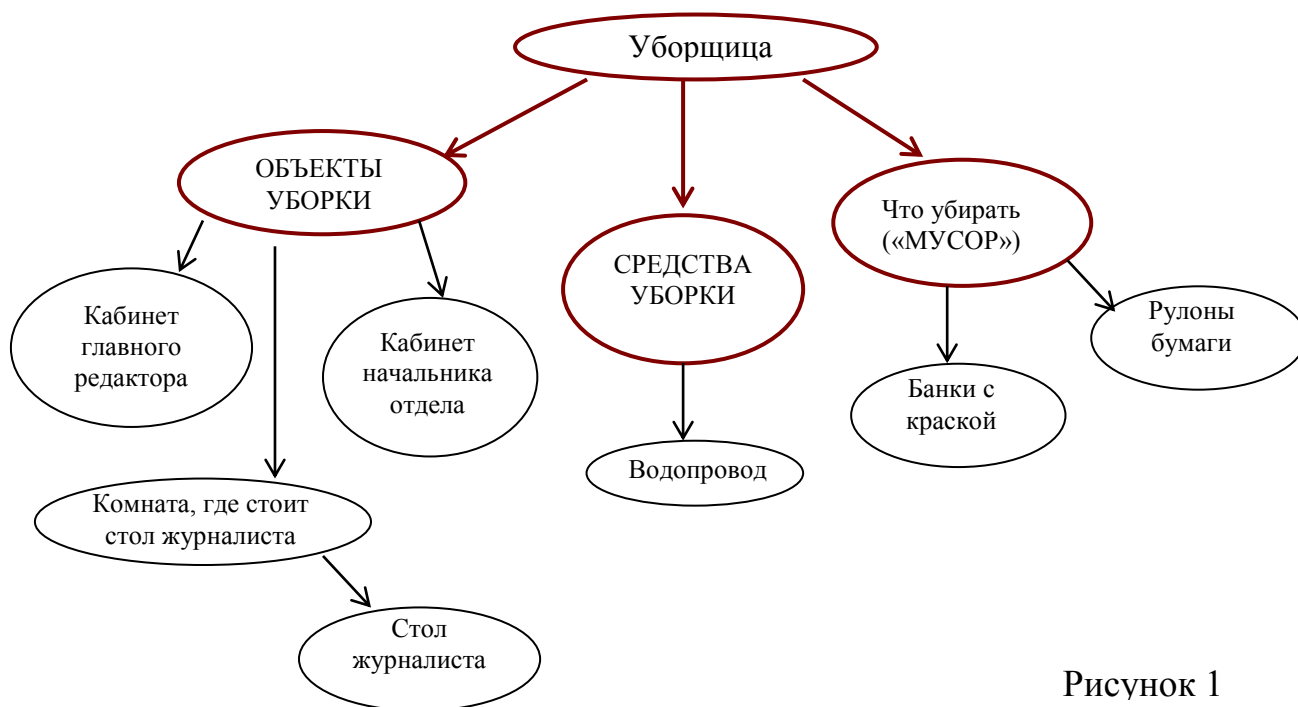 Уборщица
ОБЪЕКТЫ
УБОРКИ
Что убирать
(«МУСОР»)
СРЕДСТВА
УБОРКИ
Кабинет
главного
редактора
Кабинет
начальника
отдела
Рулоны
бумаги
Банки с
краской
Водопровод
Комната, где стоит
стол журналиста
Стол
журналиста
Рисунок 1